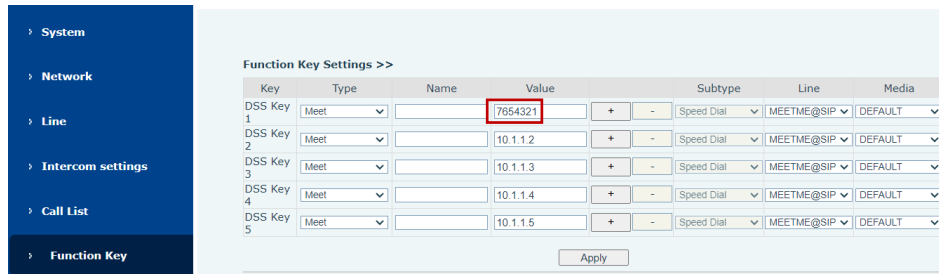 › System
› Network
› Line
› Intercom settings
› Call List
› Function Key
Function Key Settings >>
Key Type Name Value Subtype Line Media
DSS Key 1 Meet 7654321 + - Speed Dial MEETME@SIP DEFAULT
DSS Key 2 Meet 10.1.1.2 + - Speed Dial MEETME@SIP DEFAULT
DSS Key 3 Meet 10.1.1.3 + - Speed Dial MEETME@SIP DEFAULT
DSS Key 4 Meet 10.1.1.4 + - Speed Dial MEETME@SIP DEFAULT
DSS Key 5 Meet 10.1.1.5 + - Speed Dial MEETME@SIP DEFAULT
Apply